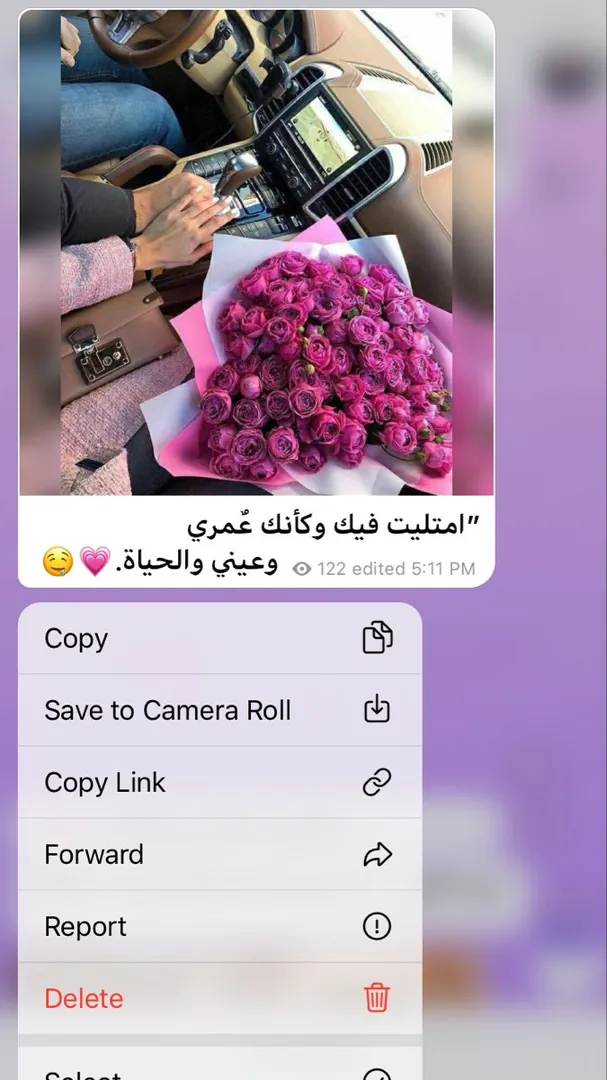 ”امتليت فيك وكأنك عٌمري
وعيني والحياة.💗🤤
122 edited 5:11 PM
Copy
Save to Camera Roll
Copy Link
Forward
Report
Delete
Select